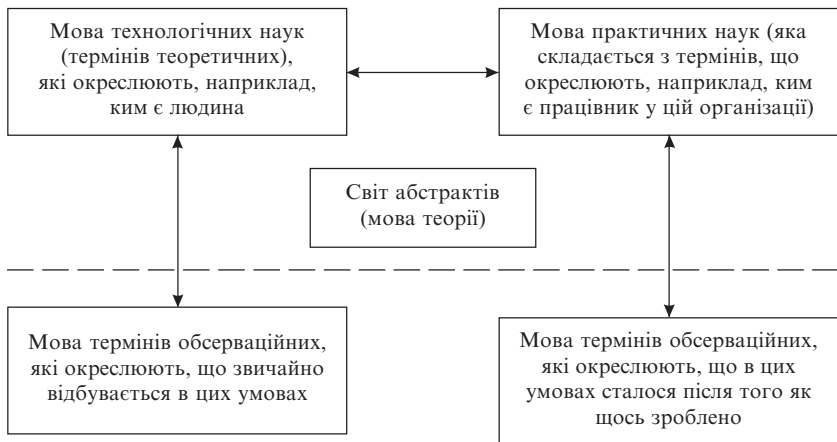 Мова технологічних наук
(термінів теоретичних),
які окреслюють, наприклад,
ким є людина
Мова практичних наук (яка
складається з термінів, що
окреслюють, наприклад, ким
є працівник у цій організації)
Світ абстрактів
(мова теорії)
Мова термінів обсерваційних,
які окреслюють, що звичайно
відбувається в цих умовах
Мова термінів обсерваційних,
які окреслюють, що в цих
умовах сталося після того як
щось зроблено